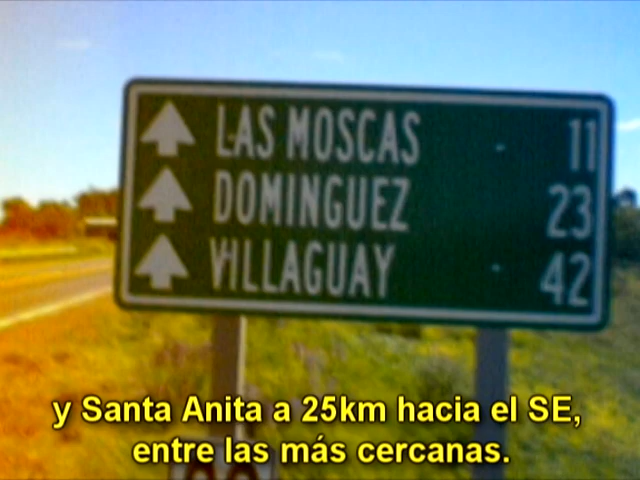 LAS MOSCAS 11
DOMINGUEZ 23
VILLAGUAY 42
y Santa Anita a 25km hacia el SE,
entre las más cercanas.